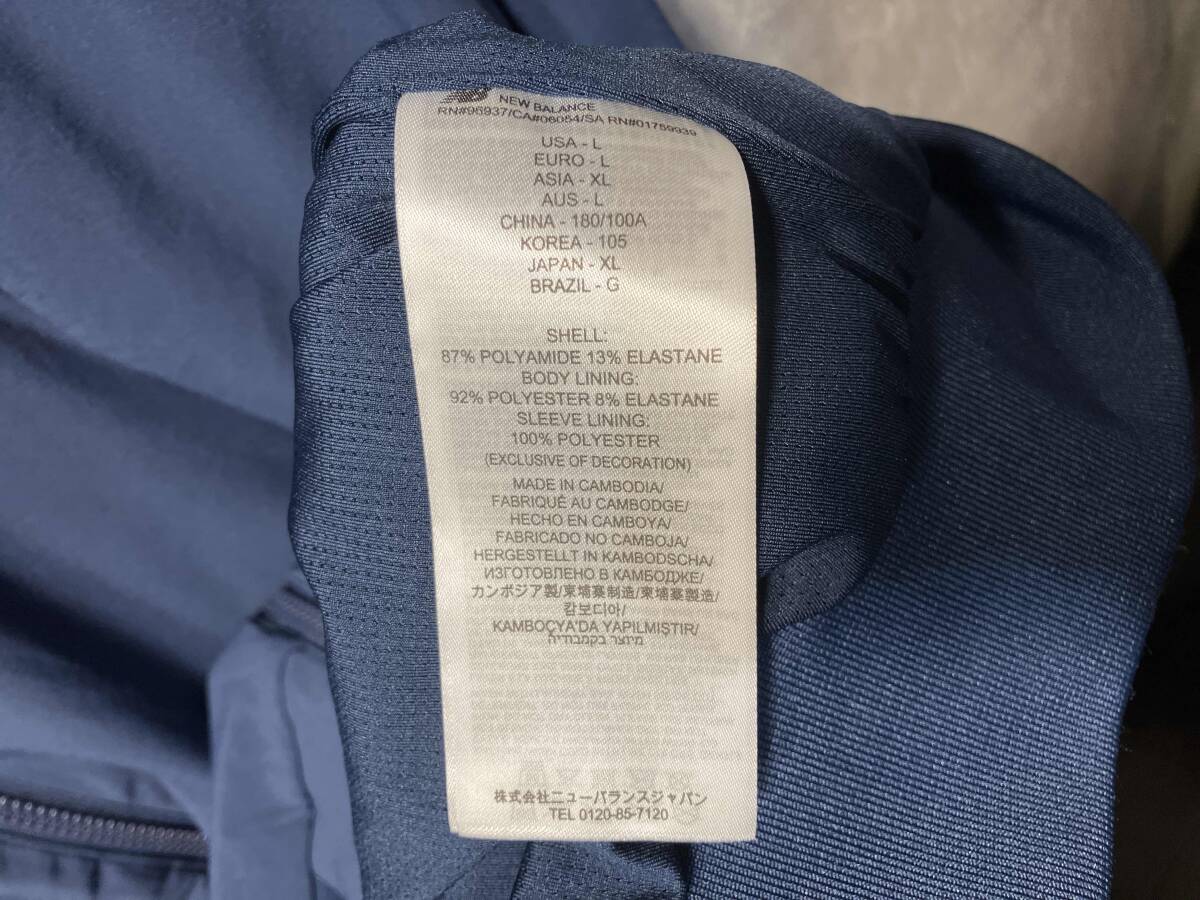 NEW BALANCE
RN#96937/CA#06054/SA RN#01759939
USA - L
EURO - L
ASIA - XL
AUS - L
CHINA - 180/100A
KOREA - 105
JAPAN - XL
BRAZIL - G
SHELL:
87% POLYAMIDE 13% ELASTANE
BODY LINING:
92% POLYESTER 8% ELASTANE
SLEEVE LINING:
100% POLYESTER
(EXCLUSIVE OF DECORATION)
MADE IN CAMBODIA/
FABRIQUÉ AU CAMBODGE/
HECHO EN CAMBOYA/
FABRICADO NO CAMBOJA/
HERGESTELLT IN KAMBODSCHA/
ИЗГОТОВЛЕНО В КАМБОДЖЕ/
カンボジア製/柬埔寨制造/柬埔寨製造/
캄보디아/
KAMBOÇYA'DA YAPILMIŞTIR/
מיוצר בקמבודיה
株式会社ニューバランスジャパン
TEL 0120-85-7120